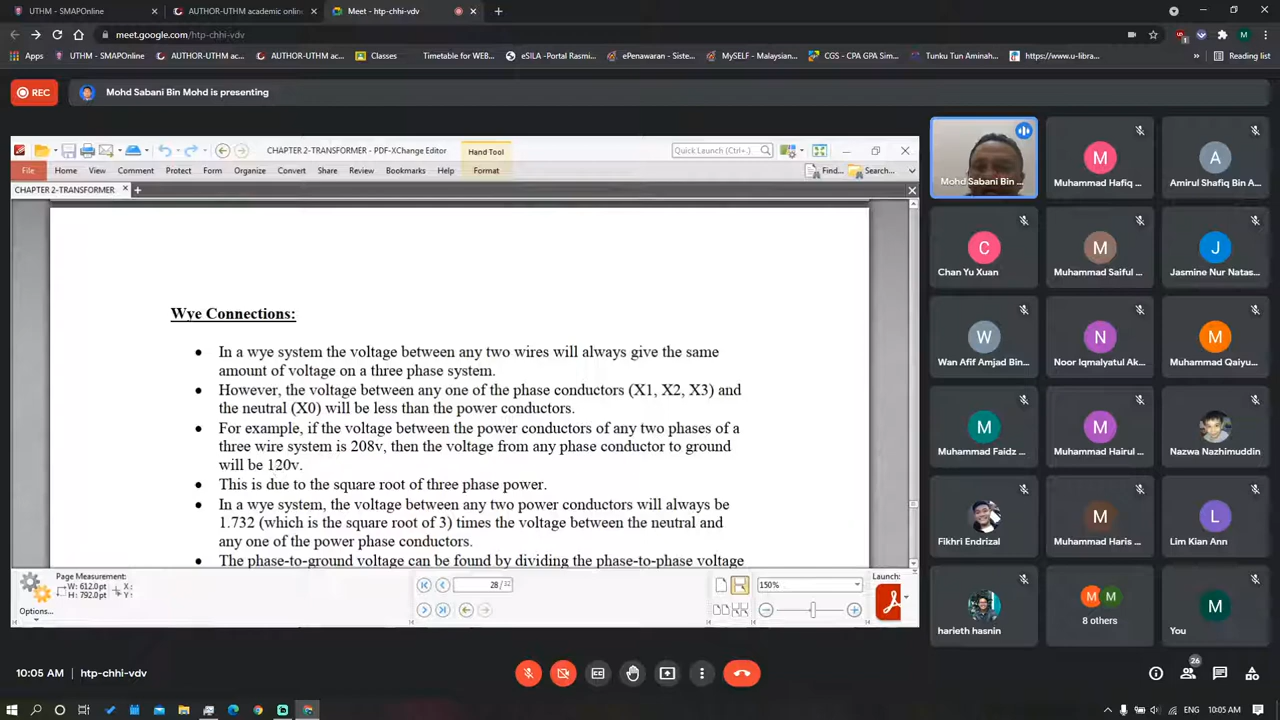 UTHM - SMAPOnline
AUTHOR-UTHM academic onlin
Meet - htp-chhi-vdv
meet.google.com/htp-chhi-vdv
Apps
UTHM - SMAPOnline
AUTHOR-UTHM ac...
AUTHOR-UTHM ac...
Classes
Timetable for WEB...
eSILA -Portal Rasmi...
ePenawaran - Siste...
MySELF - Malaysian...
CGS - CPA GPA Sim...
Tunku Tun Aminah...
https://www.u-libra...
»
Reading list
REC
Mohd Sabani Bin Mohd is presenting
CHAPTER 2-TRANSFORMER - PDF-XChange Editor
Hand Tool
Quick Launch (Ctrl+.)
File
Home
View
Comment
Protect
Form
Organize
Convert
Share
Review
Bookmarks
Help
Format
Find...
Search...
CHAPTER 2-TRANSFORMER
Wye Connections:
• In a wye system the voltage between any two wires will always give the same
amount of voltage on a three phase system.
• However, the voltage between any one of the phase conductors (X1, X2, X3) and
the neutral (X0) will be less than the power conductors.
• For example, if the voltage between the power conductors of any two phases of a
three wire system is 208v, then the voltage from any phase conductor to ground
will be 120v.
• This is due to the square root of three phase power.
• In a wye system, the voltage between any two power conductors will always be
1.732 (which is the square root of 3) times the voltage between the neutral and
any one of the power phase conductors.
• The phase-to-ground voltage can be found by dividing the phase-to-phase voltage
Options...
Page Measurement:
W: 612.0pt
H: 792.0pt
X:
Y:
28 / 32
150%
Launch:
Mohd Sabani Bin ...
M
Muhammad Hafiq ...
A
Amirul Shafiq Bin A...
C
Chan Yu Xuan
M
Muhammad Saiful ...
J
Jasmine Nur Natas...
W
Wan Afif Amjad Bin...
N
Noor Iqmalyatul Ak...
M
Muhammad Qaiyu...
M
Muhammad Faidz ...
M
Muhammad Hairul ...
Nazwa Nazhimuddin
Fikhri Endrizal
M
Muhammad Haris ...
L
Lim Kian Ann
harieth hasnin
M M
8 others
M
You
10:05 AM htp-chhi-vdv
26
ENG 10:05 AM